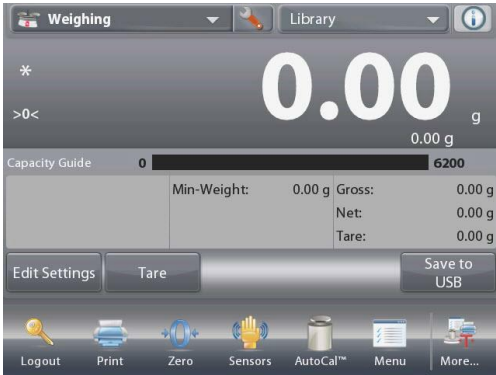 Weighing Library
*
>0<
0.00 g
0.00 g
Capacity Guide 0 6200
Min-Weight: 0.00 g Gross: 0.00 g
Net: 0.00 g
Tare: 0.00 g
Edit Settings Tare Save to
USB
Logout Print Zero Sensors AutoCal™ Menu More...